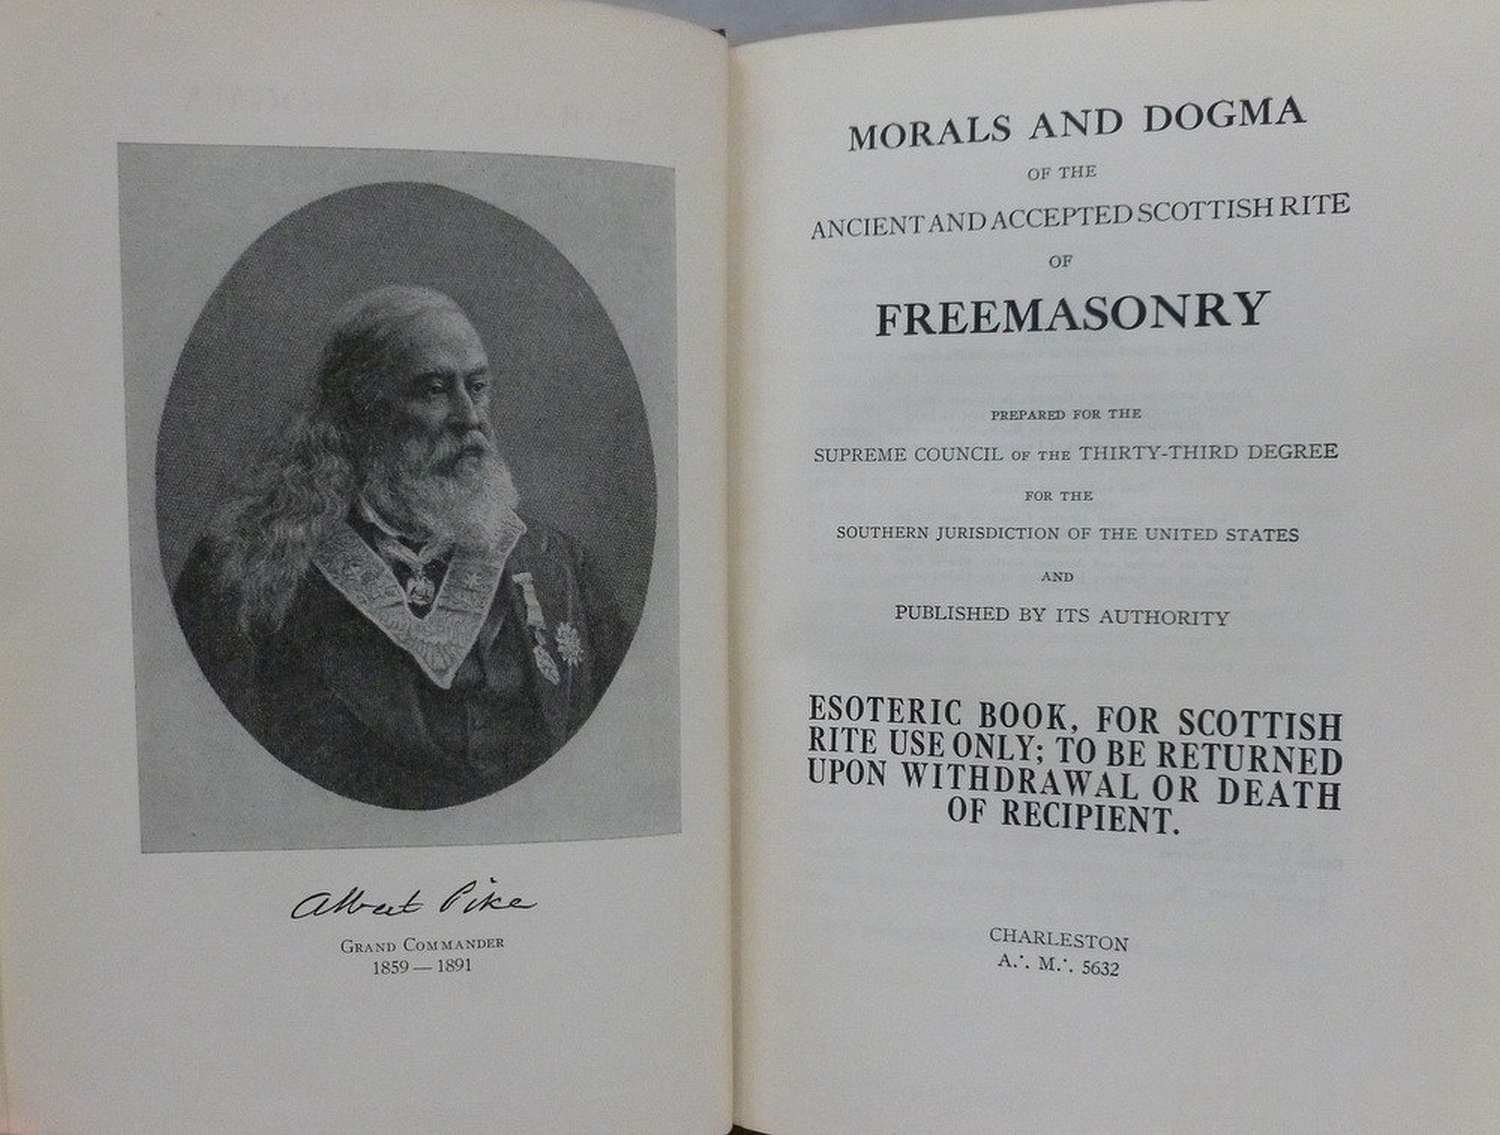 Albert Pike
GRAND COMMANDER
1859 — 1891
MORALS AND DOGMA
OF THE
ANCIENT AND ACCEPTED SCOTTISH RITE
OF
FREEMASONRY
PREPARED FOR THE
SUPREME COUNCIL OF THE THIRTY-THIRD DEGREE
FOR THE
SOUTHERN JURISDICTION OF THE UNITED STATES
AND
PUBLISHED BY ITS AUTHORITY
ESOTERIC BOOK, FOR SCOTTISH
RITE USE ONLY; TO BE RETURNED
UPON WITHDRAWAL OR DEATH
OF RECIPIENT.
CHARLESTON
A∴ M∴ 5632